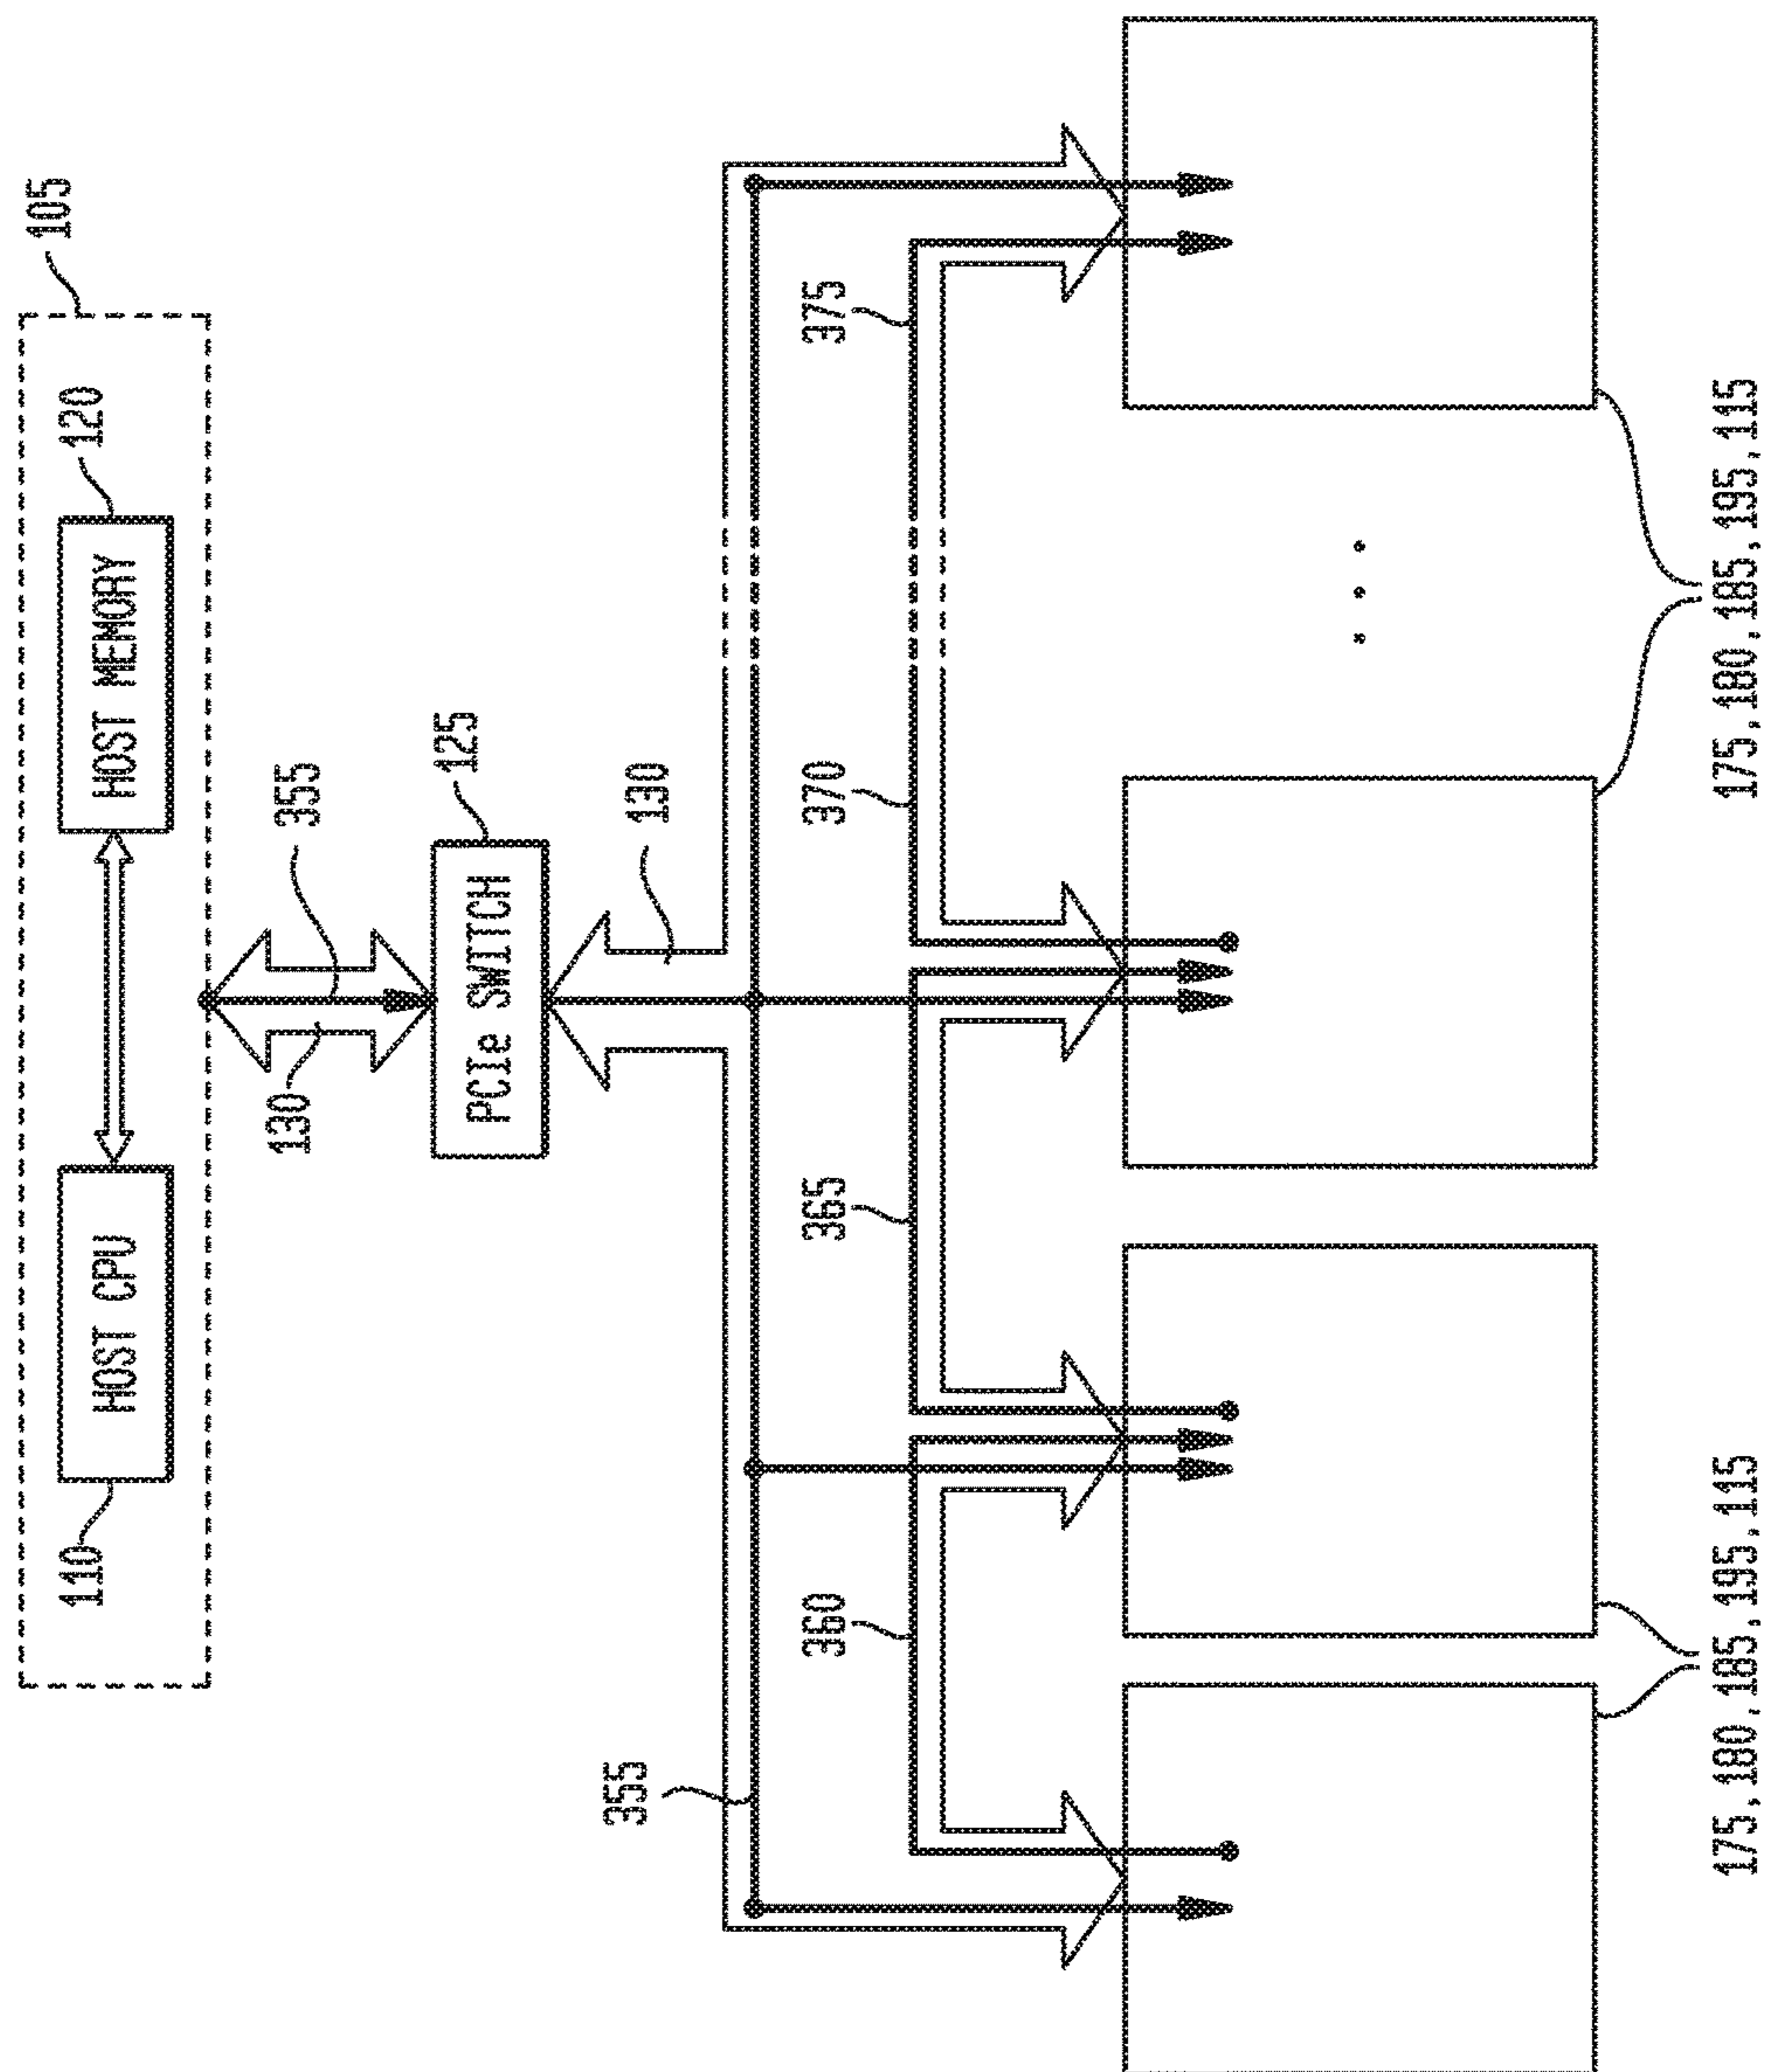 105
110
HOST CPU
HOST MEMORY
120
130
355
PCIe SWITCH
125
130
355
360
365
370
375
175, 180, 185, 195, 115
175, 180, 185, 195, 115